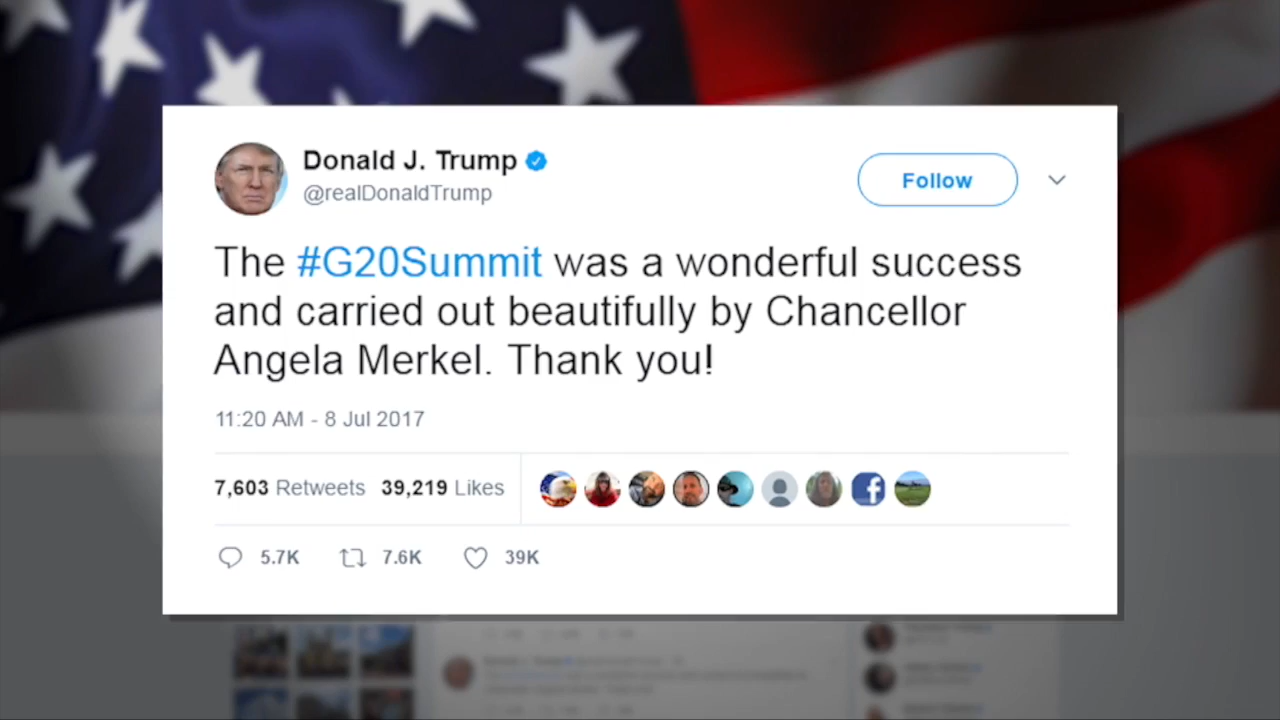 Donald J. Trump
@realDonaldTrump
Follow
The #G20Summit was a wonderful success
and carried out beautifully by Chancellor
Angela Merkel. Thank you!
11:20 AM - 8 Jul 2017
7,603 Retweets 39,219 Likes
5.7K 7.6K 39K